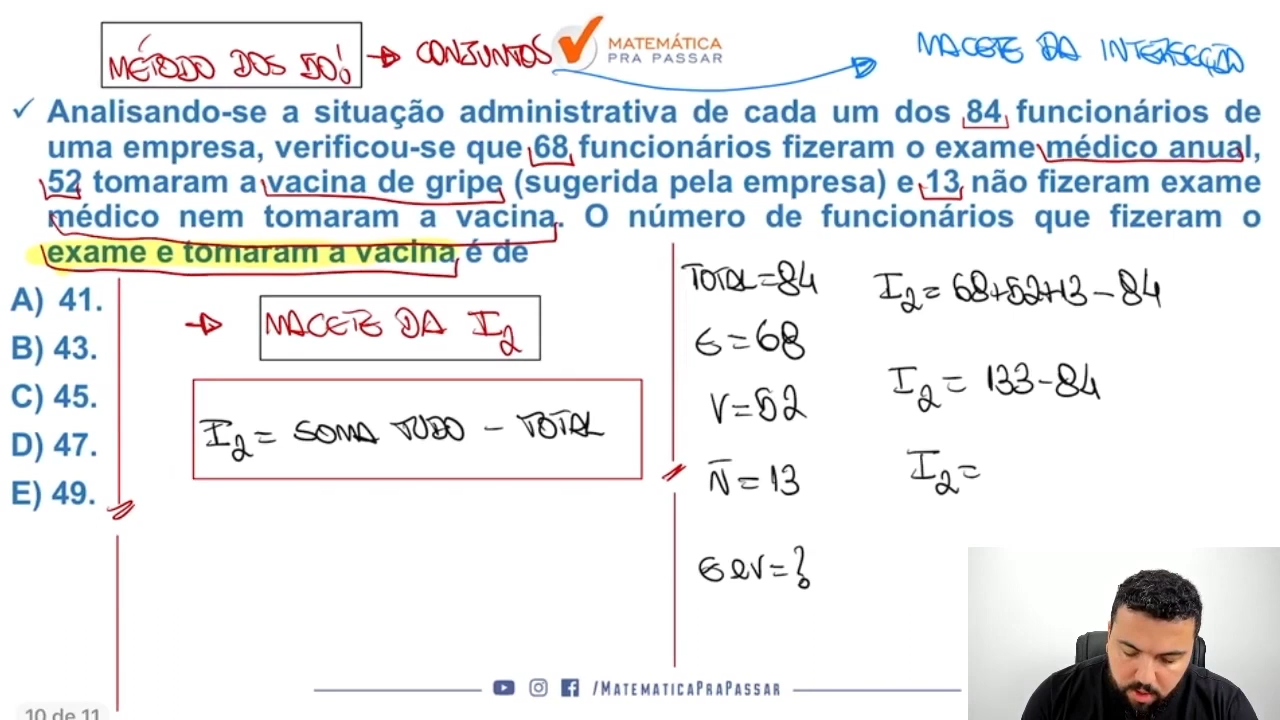 MÉTODO DOS 50! → CONJUNTOS
MATEMÁTICA
PRA PASSAR
MACETE DA INTERSECÇÃO
✓ Analisando-se a situação administrativa de cada um dos 84 funcionários de
uma empresa, verificou-se que 68 funcionários fizeram o exame médico anual,
52 tomaram a vacina de gripe (sugerida pela empresa) e 13 não fizeram exame
médico nem tomaram a vacina. O número de funcionários que fizeram o
exame e tomaram a vacina é de
A) 41.
B) 43.
C) 45.
D) 47.
E) 49.
→ MACETE DA I2
I2 = SOMA TUDO - TOTAL
TOTAL = 84
E = 68
V = 52
N̅ = 13
E e V = ?
I2 = 68+52+13-84
I2 = 133-84
I2 =
/MATEMATICAPRAPASSAR
10 de 11